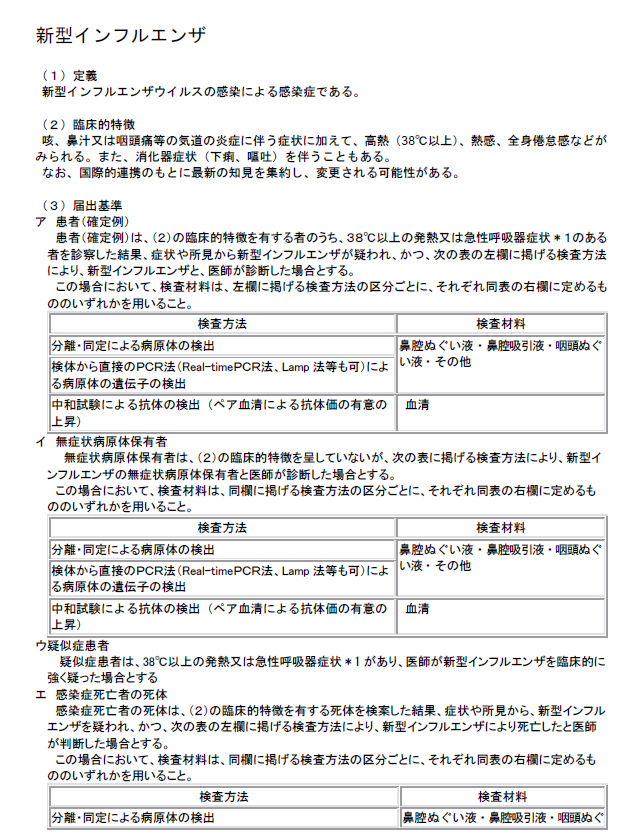 新型インフルエンザ
（１）定義
新型インフルエンザウイルスの感染による感染症である。
（２）臨床的特徴
咳、鼻汁又は咽頭痛等の気道の炎症に伴う症状に加えて、高熱（38℃以上）、熱感、全身倦怠感などが
みられる。また、消化器症状（下痢、嘔吐）を伴うこともある。
なお、国際的連携のもとに最新の知見を集約し、変更される可能性がある。
（３）届出基準
ア　患者（確定例）
患者（確定例）は、（２）の臨床的特徴を有する者のうち、３８℃以上の発熱又は急性呼吸器症状＊１のある
者を診察した結果、症状や所見から新型インフルエンザが疑われ、かつ、次の表の左欄に掲げる検査方法
により、新型インフルエンザと、医師が診断した場合とする。
この場合において、検査材料は、左欄に掲げる検査方法の区分ごとに、それぞれ同表の右欄に定めるも
ののいずれかを用いること。
検査方法
検査材料
分離・同定による病原体の検出
鼻腔ぬぐい液・鼻腔吸引液・咽頭ぬぐ
い液・その他
検体から直接のＰＣＲ法（Real-timePCR法、Lamp 法等も可）によ
る病原体の遺伝子の検出
中和試験による抗体の検出（ペア血清による抗体価の有意の
上昇）
血清
イ　無症状病原体保有者
無症状病原体保有者は、（２）の臨床的特徴を呈していないが、次の表に掲げる検査方法により、新型イ
ンフルエンザの無症状病原体保有者と医師が診断した場合とする。
この場合において、検査材料は、同欄に掲げる検査方法の区分ごとに、それぞれ同表の右欄に定めるも
ののいずれかを用いること。
検査方法
検査材料
分離・同定による病原体の検出
鼻腔ぬぐい液・鼻腔吸引液・咽頭ぬぐ
い液・その他
検体から直接のＰＣＲ法（Real-timePCR法、Lamp 法等も可）によ
る病原体の遺伝子の検出
中和試験による抗体の検出（ペア血清による抗体価の有意の
上昇）
血清
ウ疑似症患者
疑似症患者は、38℃以上の発熱又は急性呼吸器症状＊１があり、医師が新型インフルエンザを臨床的に
強く疑った場合とする
エ　感染症死亡者の死体
感染症死亡者の死体は、（２）の臨床的特徴を有する死体を検案した結果、症状や所見から、新型インフル
エンザを疑われ、かつ、次の表の左欄に掲げる検査方法により、新型インフルエンザにより死亡したと医師
が判断した場合とする。
この場合において、検査材料は、同欄に掲げる検査方法の区分ごとに、それぞれ同表の右欄に定めるも
ののいずれかを用いること。
検査方法
検査材料
分離・同定による病原体の検出
鼻腔ぬぐい液・鼻腔吸引液・咽頭ぬぐ